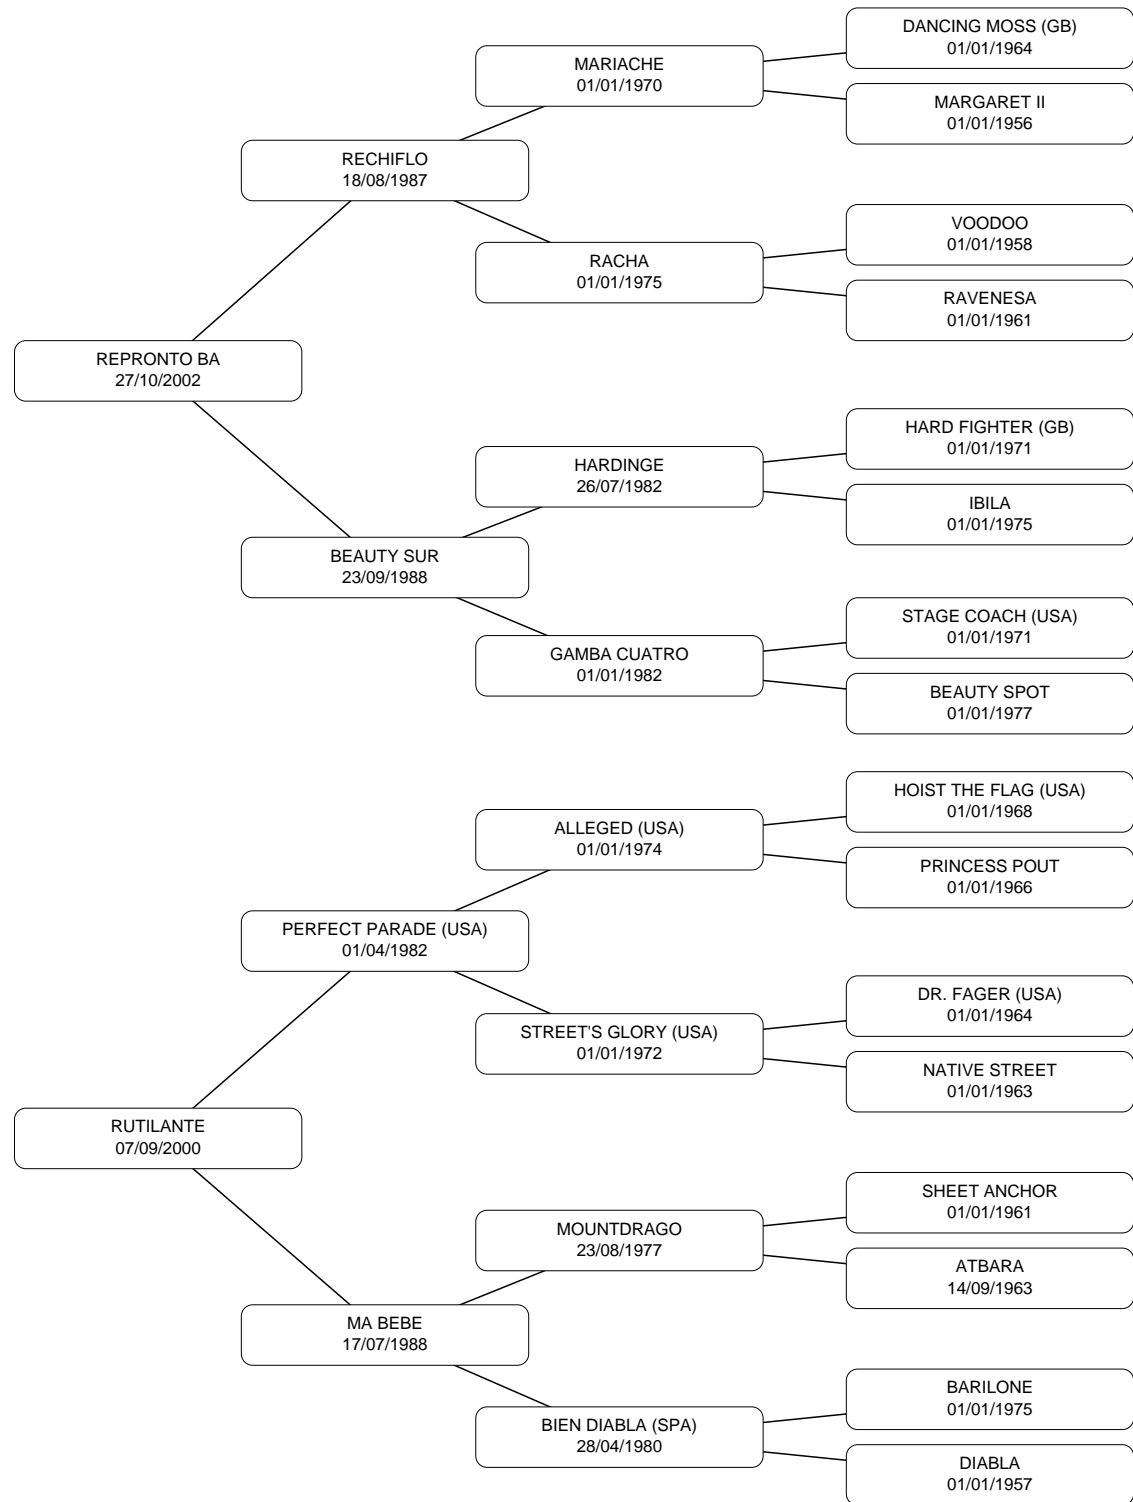 DANCING MOSS (GB)
01/01/1964
MARIACHE
01/01/1970
MARGARET II
01/01/1956
RECHIFLO
18/08/1987
VOODOO
01/01/1958
RACHA
01/01/1975
RAVENESA
01/01/1961
REPRONTO BA
27/10/2002
HARD FIGHTER (GB)
01/01/1971
HARDINGE
26/07/1982
IBILA
01/01/1975
BEAUTY SUR
23/09/1988
STAGE COACH (USA)
01/01/1971
GAMBA CUATRO
01/01/1982
BEAUTY SPOT
01/01/1977
HOIST THE FLAG (USA)
01/01/1968
ALLEGED (USA)
01/01/1974
PRINCESS POUT
01/01/1966
PERFECT PARADE (USA)
01/04/1982
DR. FAGER (USA)
01/01/1964
STREET'S GLORY (USA)
01/01/1972
NATIVE STREET
01/01/1963
RUTILANTE
07/09/2000
SHEET ANCHOR
01/01/1961
MOUNTDRAGO
23/08/1977
ATBARA
14/09/1963
MA BEBE
17/07/1988
BARILONE
01/01/1975
BIEN DIABLA (SPA)
28/04/1980
DIABLA
01/01/1957